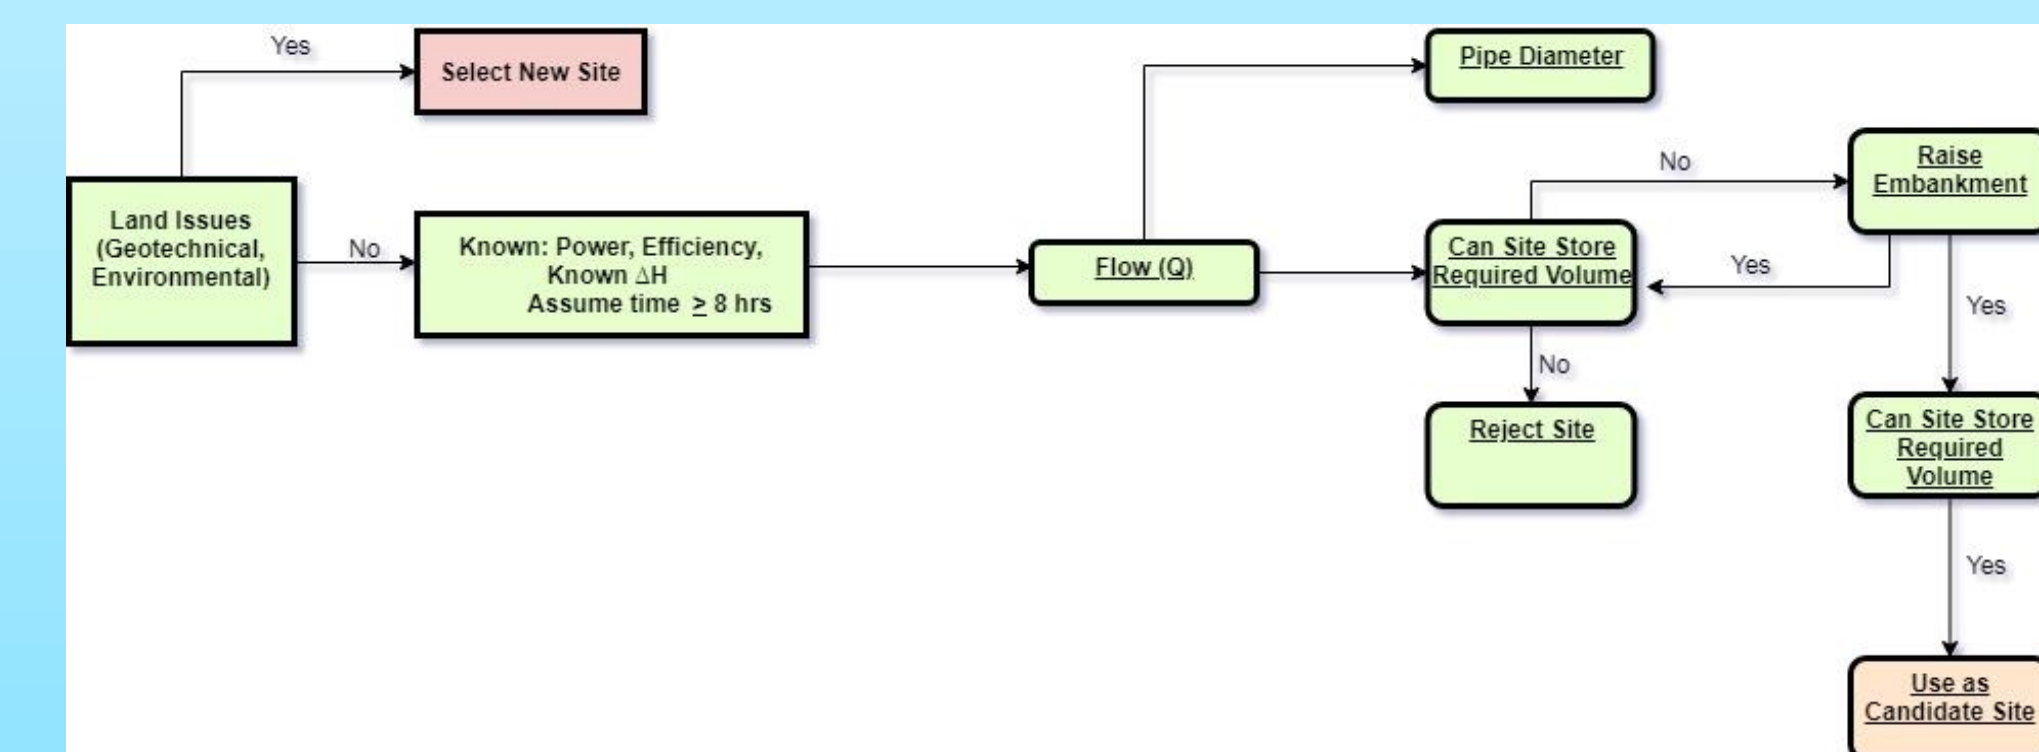 Yes
Select New Site
Pipe Diameter
Land Issues
(Geotechnical,
Environmental)
No
Known: Power, Efficiency,
Known ΔH
Assume time ≥ 8 hrs
Flow (Q)
Can Site Store
Required Volume
No
Raise
Embankment
Yes
No
Reject Site
Yes
Can Site Store
Required
Volume
Yes
Use as
Candidate Site